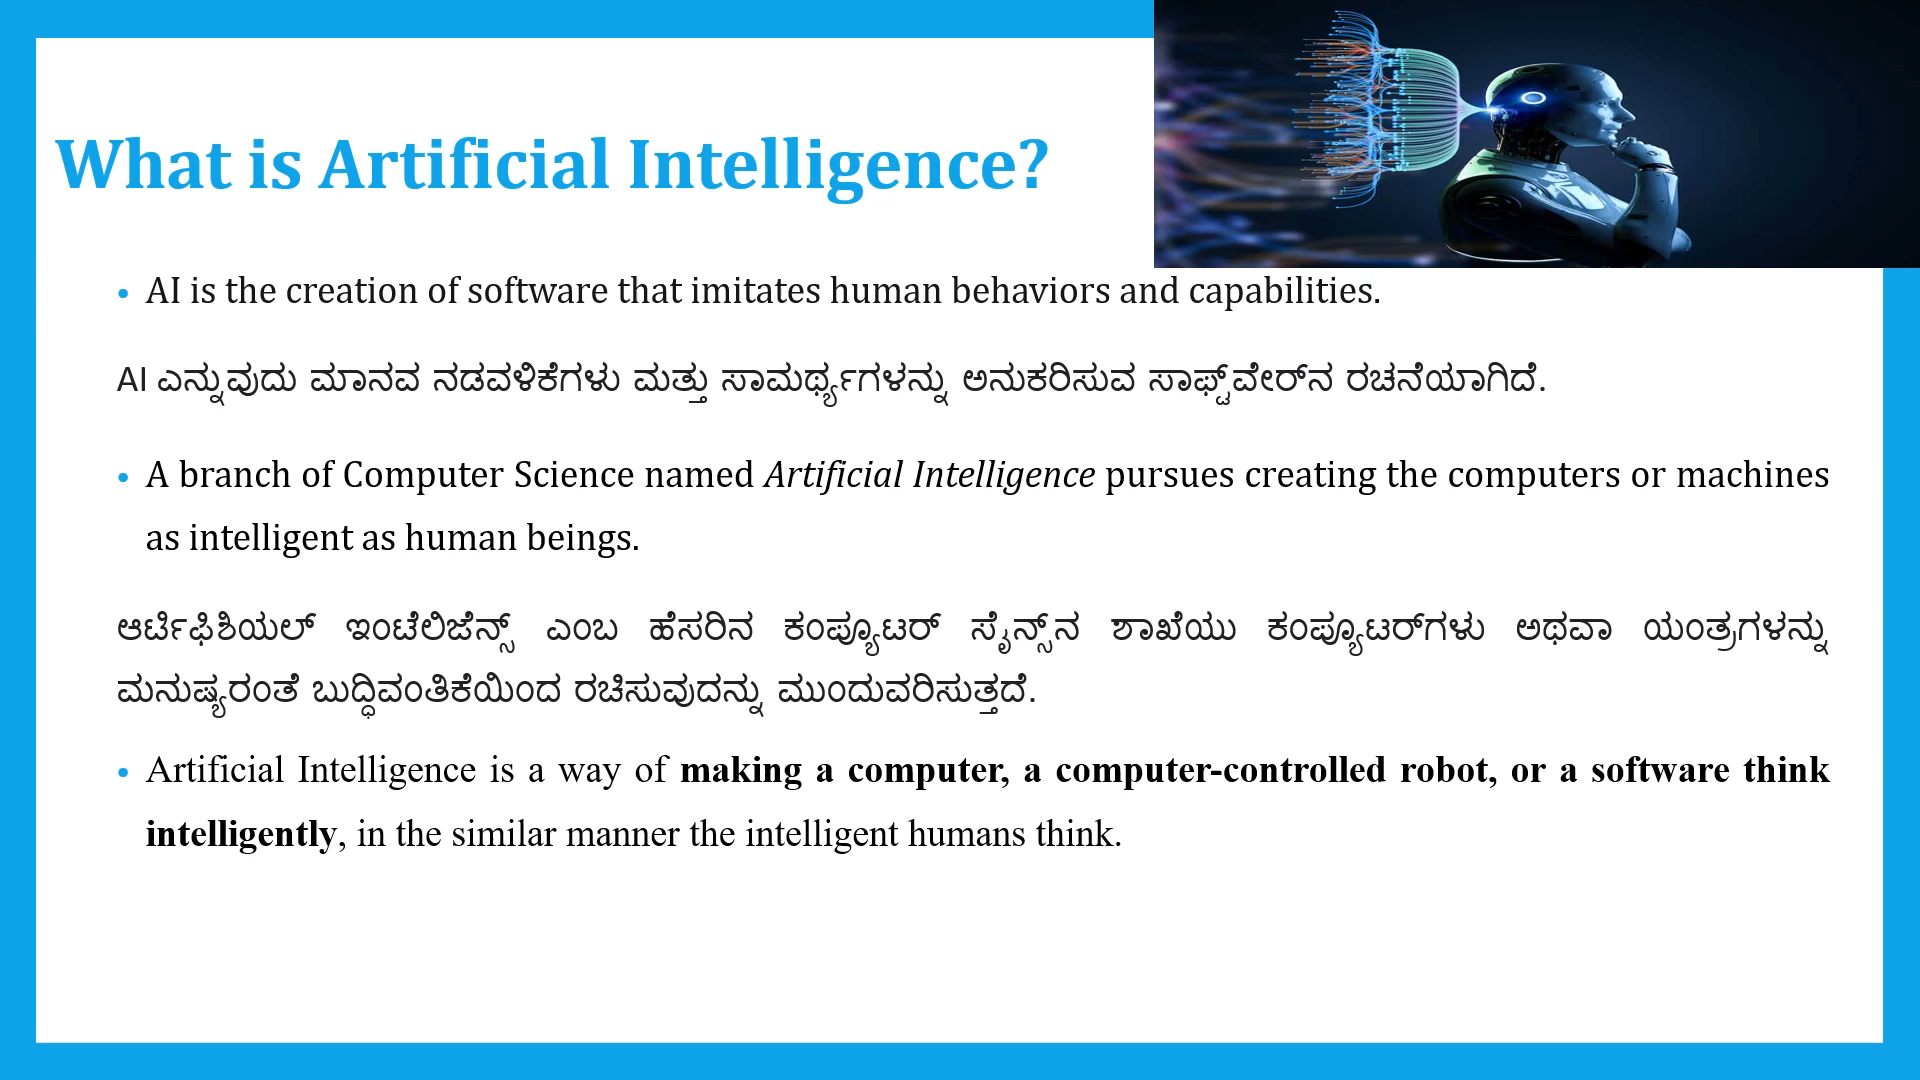 What is Artificial Intelligence?
• AI is the creation of software that imitates human behaviors and capabilities.
AI ಎನ್ನುವುದು ಮಾನವ ನಡವಳಿಕೆಗಳು ಮತ್ತು ಸಾಮರ್ಥ್ಯಗಳನ್ನು ಅನುಕರಿಸುವ ಸಾಫ್ಟ್‌ವೇರ್‌ನ ರಚನೆಯಾಗಿದೆ.
• A branch of Computer Science named Artificial Intelligence pursues creating the computers or machines
as intelligent as human beings.
ಆರ್ಟಿಫಿಶಿಯಲ್ ಇಂಟೆಲಿಜೆನ್ಸ್ ಎಂಬ ಹೆಸರಿನ ಕಂಪ್ಯೂಟರ್ ಸೈನ್ಸ್‌ನ ಶಾಖೆಯು ಕಂಪ್ಯೂಟರ್‌ಗಳು ಅಥವಾ ಯಂತ್ರಗಳನ್ನು
ಮನುಷ್ಯರಂತೆ ಬುದ್ಧಿವಂತಿಕೆಯಿಂದ ರಚಿಸುವುದನ್ನು ಮುಂದುವರಿಸುತ್ತದೆ.
• Artificial Intelligence is a way of making a computer, a computer-controlled robot, or a software think
intelligently, in the similar manner the intelligent humans think.